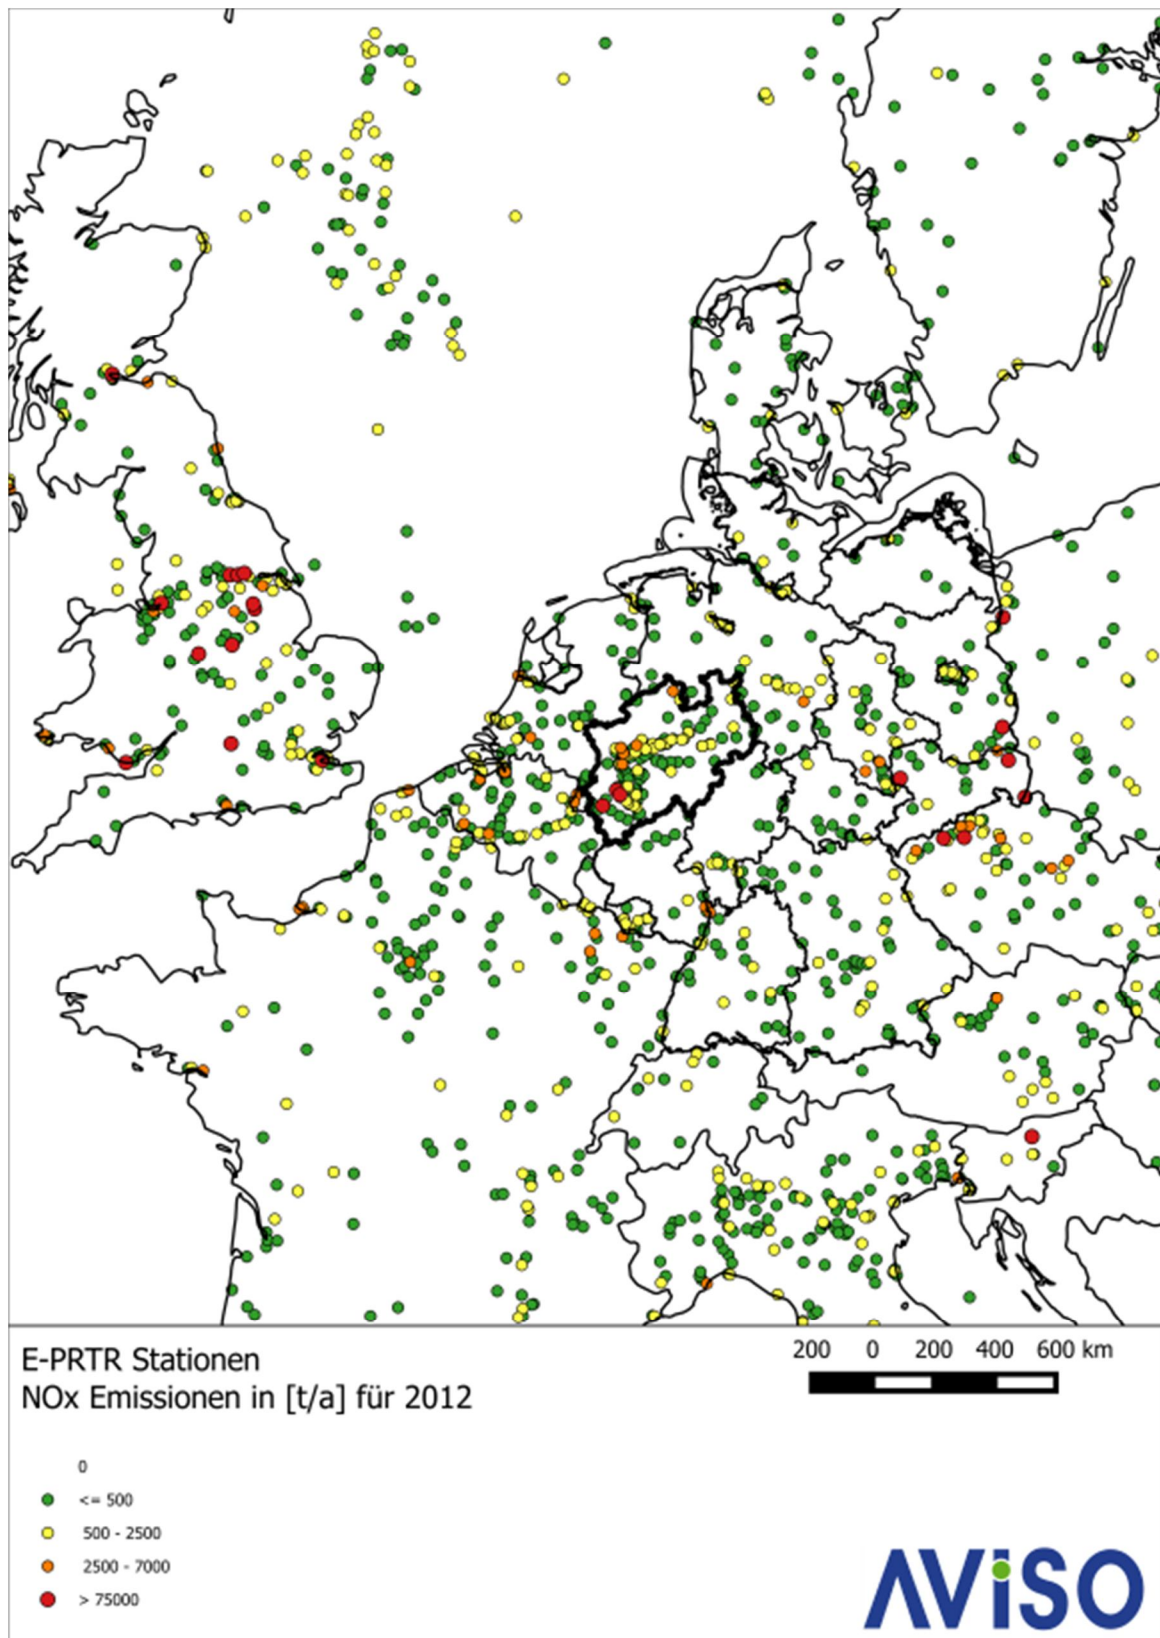 E-PRTR Stationen
NOx Emissionen in [t/a] für 2012
200 0 200 400 600 km
0
<= 500
500 - 2500
2500 - 7000
> 75000
AViSO